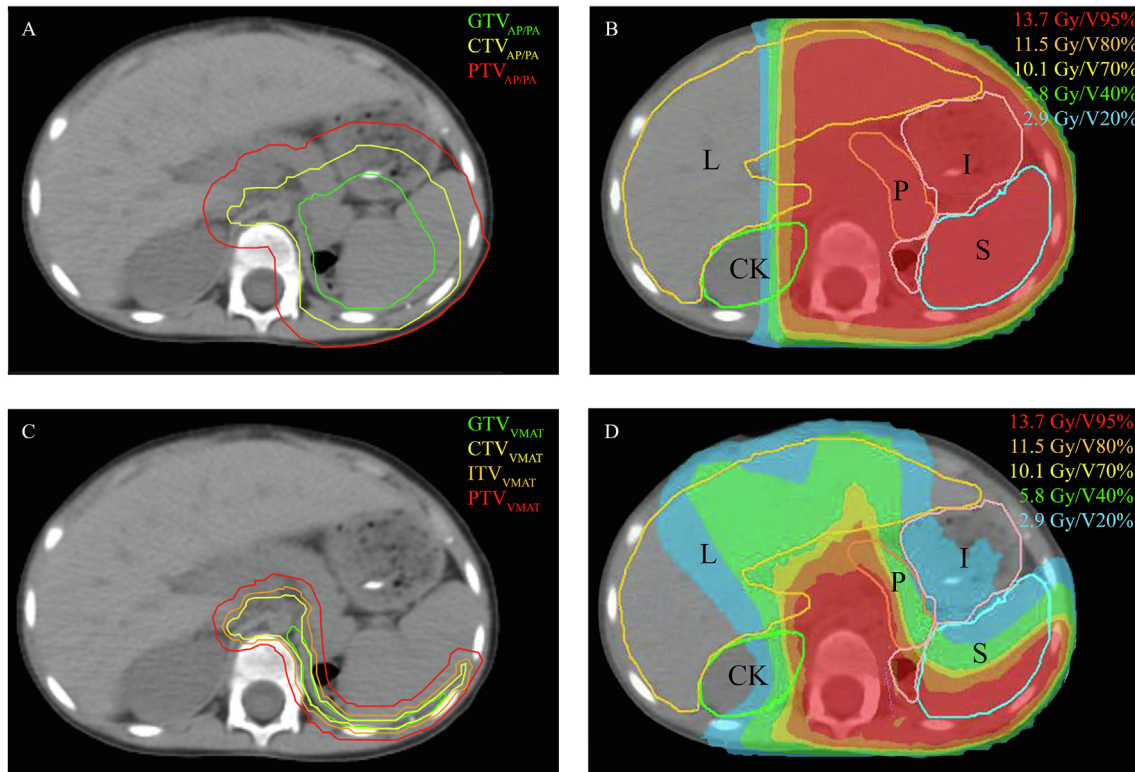 A
GTVAP/PA
CTVAP/PA
PTVAP/PA
B
13.7 Gy/V95%
11.5 Gy/V80%
10.1 Gy/V70%
5.8 Gy/V40%
2.9 Gy/V20%
L
P
I
CK
S
C
GTVVMAT
CTVVMAT
ITVVMAT
PTVVMAT
D
13.7 Gy/V95%
11.5 Gy/V80%
10.1 Gy/V70%
5.8 Gy/V40%
2.9 Gy/V20%
L
P
I
CK
S